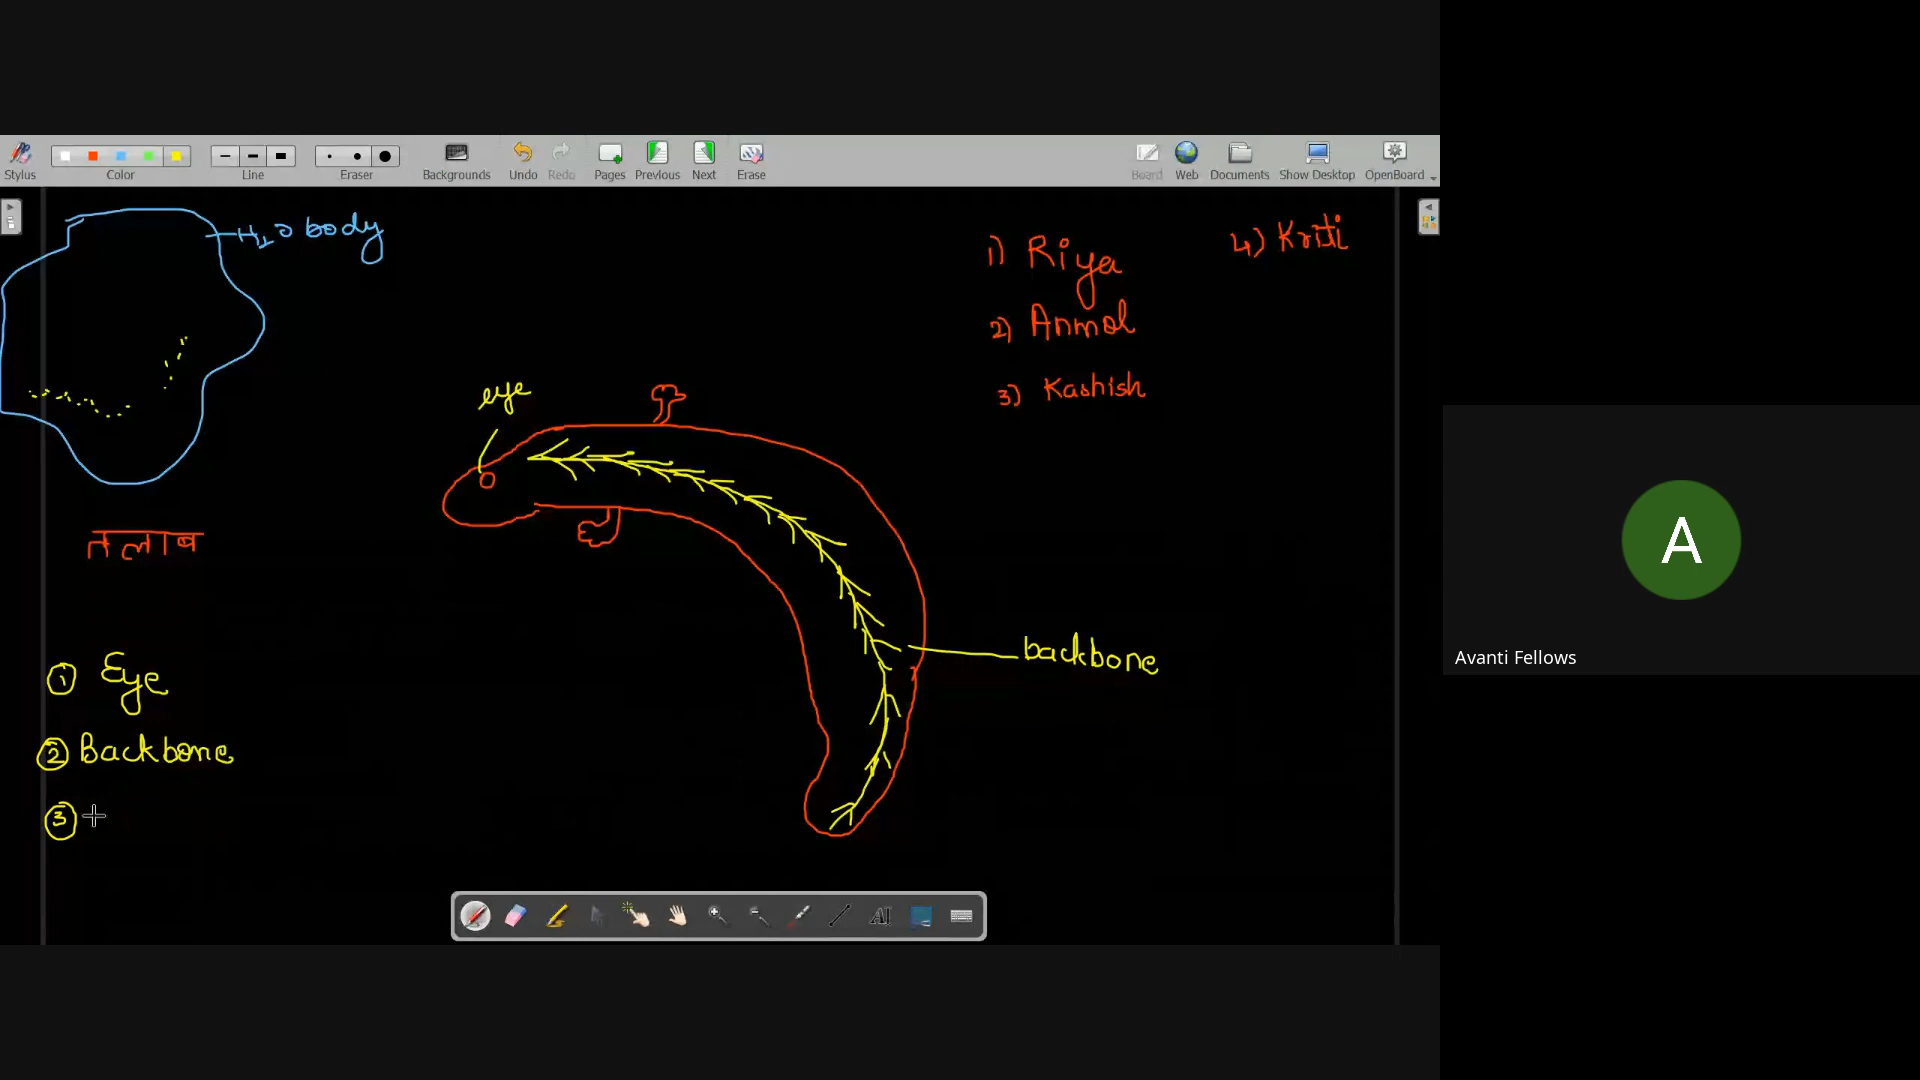 Stylus Color Line Eraser Backgrounds Undo Redo Pages Previous Next Erase Board Web Documents Show Desktop OpenBoard
H2O body
1) Riya
4) Kriti
2) Anmol
3) Kashish
eye
तलाब
backbone
① Eye
② Backbone
③
A
Avanti Fellows